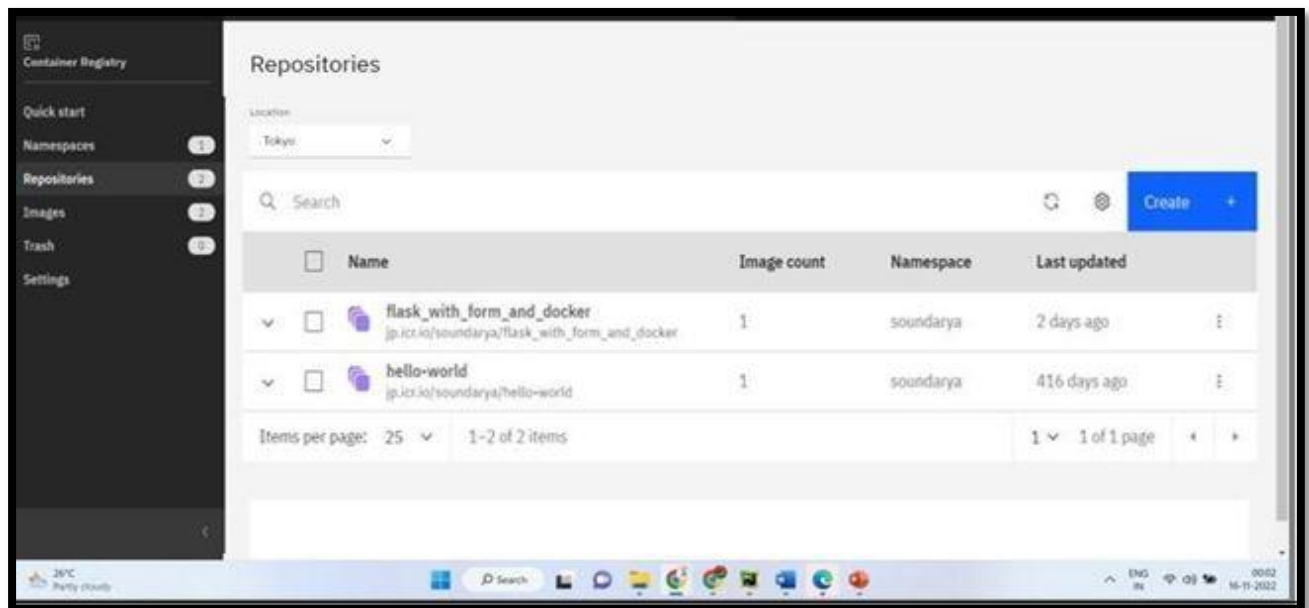 Container Registry
Quick start
Namespaces 1
Repositories 2
Images 2
Trash 0
Settings
Repositories
Location
Tokyo
Search
Create +
Name Image count Namespace Last updated
flask_with_form_and_docker 1 soundarya 2 days ago
jp.icr.io/soundarya/flask_with_form_and_docker
hello-world 1 soundarya 416 days ago
jp.icr.io/soundarya/hello-world
Items per page: 25 1-2 of 2 items 1 1 of 1 page
26°C
Partly cloudy
Search
ENG
IN
00:02
16-11-2022